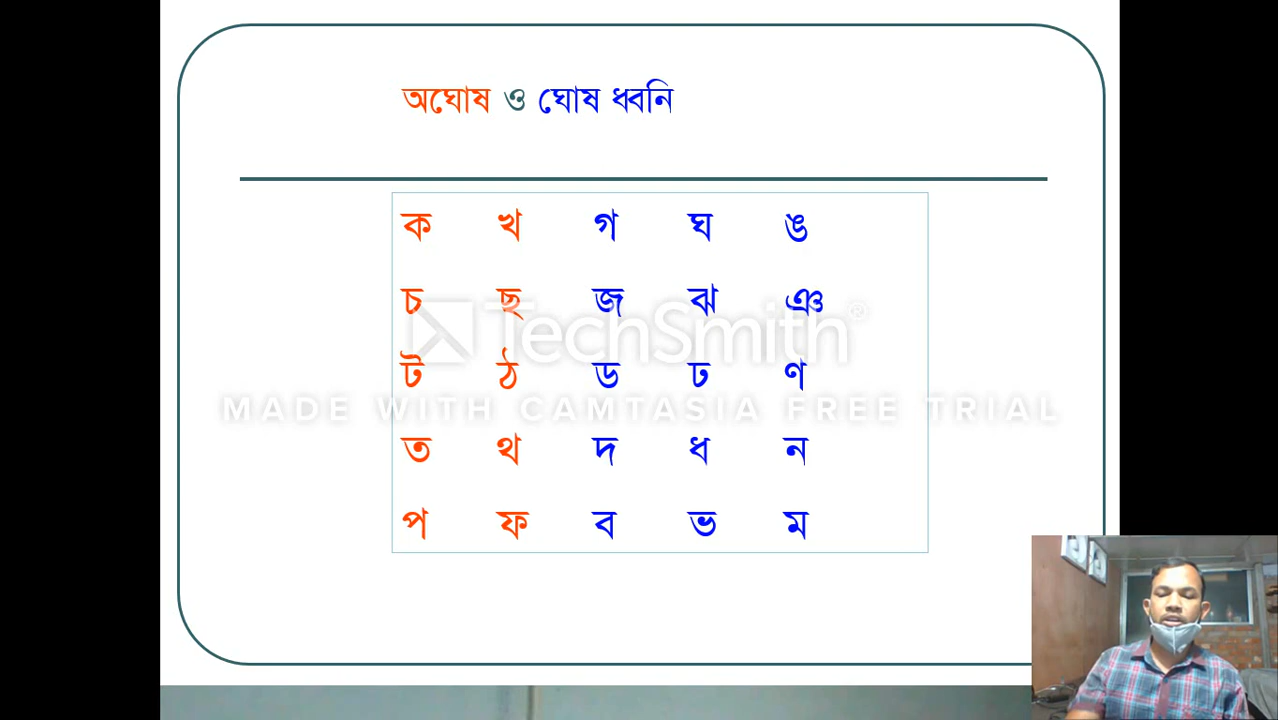 অঘোষ ও ঘোষ ধ্বনি
ক খ গ ঘ ঙ
চ ছ জ ঝ ঞ
TechSmith®
ট ঠ ড ঢ ণ
MADE WITH CAMTASIA FREE TRIAL
ত থ দ ধ ন
প ফ ব ভ ম